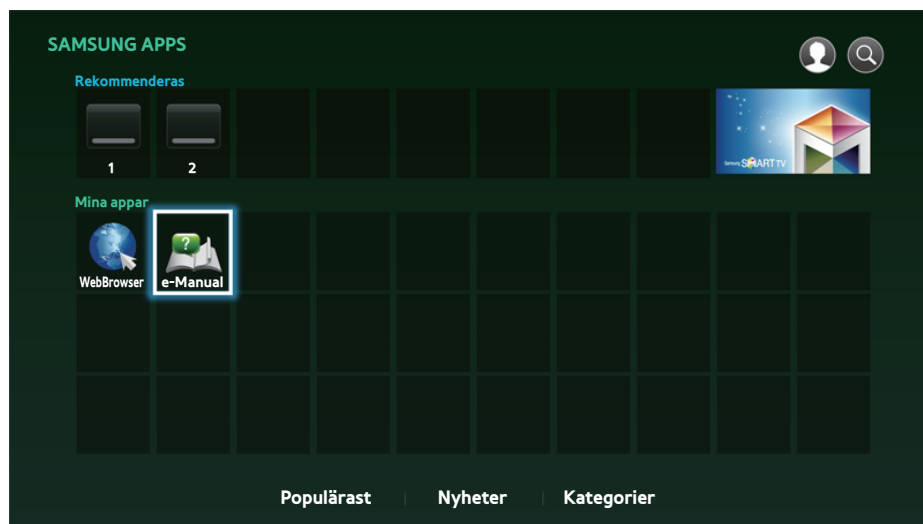 SAMSUNG APPS
Rekommenderas
1 2
Samsung SMART TV
Mina appar
?
WebBrowser e-Manual
Populärast Nyheter Kategorier